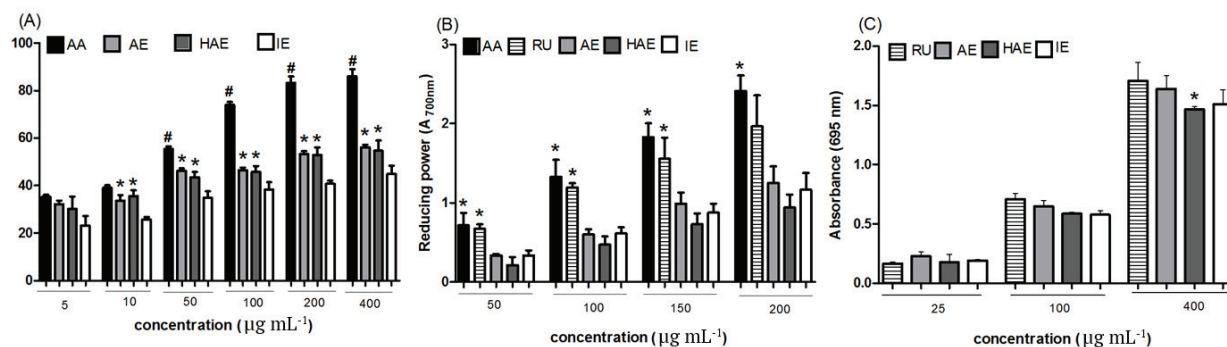 (A)
AA AE HAE IE
100
80
60
40
20
0
# # # # *
* * * * * * * * * *
5 10 50 100 200 400
concentration (µg mL-1)
(B)
AA RU AE HAE IE
Reducing power (A 700nm)
3
2
1
0
* * * * * * *
50 100 150 200
concentration (µg mL-1)
(C)
RU AE HAE IE
Absorbance (695 nm)
2.0
1.5
1.0
0.5
0.0
*
25 100 400
concentration (µg mL-1)